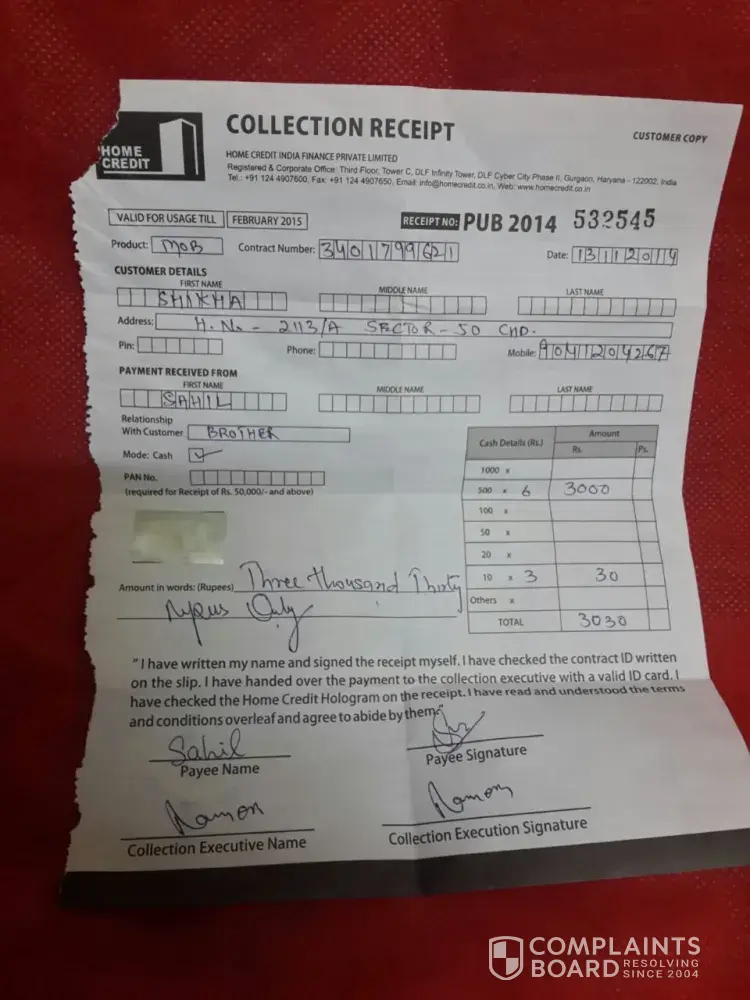 HOME CREDIT
COLLECTION RECEIPT
CUSTOMER COPY
HOME CREDIT INDIA FINANCE PRIVATE LIMITED
Registered & Corporate Office: Third Floor, Tower C, DLF Infinity Tower, DLF Cyber City Phase II, Gurgaon, Haryana - 122002, India
Tel.: +91 124 4907600, Fax: +91 124 4907650, Email: info@homecredit.co.in, Web: www.homecredit.co.in
VALID FOR USAGE TILL FEBRUARY 2015 RECEIPT NO: PUB 2014 532545
Product: MOB Contract Number: 3401799621 Date: 13112014
CUSTOMER DETAILS
FIRST NAME MIDDLE NAME LAST NAME
SHIKHA
Address: H.No - 2113/A SECTOR - 50 CHD.
Pin: Phone: Mobile: 9041204267
PAYMENT RECEIVED FROM
FIRST NAME MIDDLE NAME LAST NAME
SAHIL
Relationship
With Customer BROTHER
Mode: Cash ✓
PAN No.
(required for Receipt of Rs. 50,000/- and above)
Cash Details (Rs.) Amount
Rs. Ps.
1000 x
500 x 6 3000
100 x
50 x
20 x
10 x 3 30
Others x
TOTAL 3030
Amount in words: (Rupees) Three thousand Thirty
Only
"I have written my name and signed the receipt myself. I have checked the contract ID written
on the slip. I have handed over the payment to the collection executive with a valid ID card. I
have checked the Home Credit Hologram on the receipt. I have read and understood the terms
and conditions overleaf and agree to abide by them."
Sahil
Payee Name Payee Signature
Ramon Ramon
Collection Executive Name Collection Execution Signature
COMPLAINTS
BOARD RESOLVING SINCE 2004